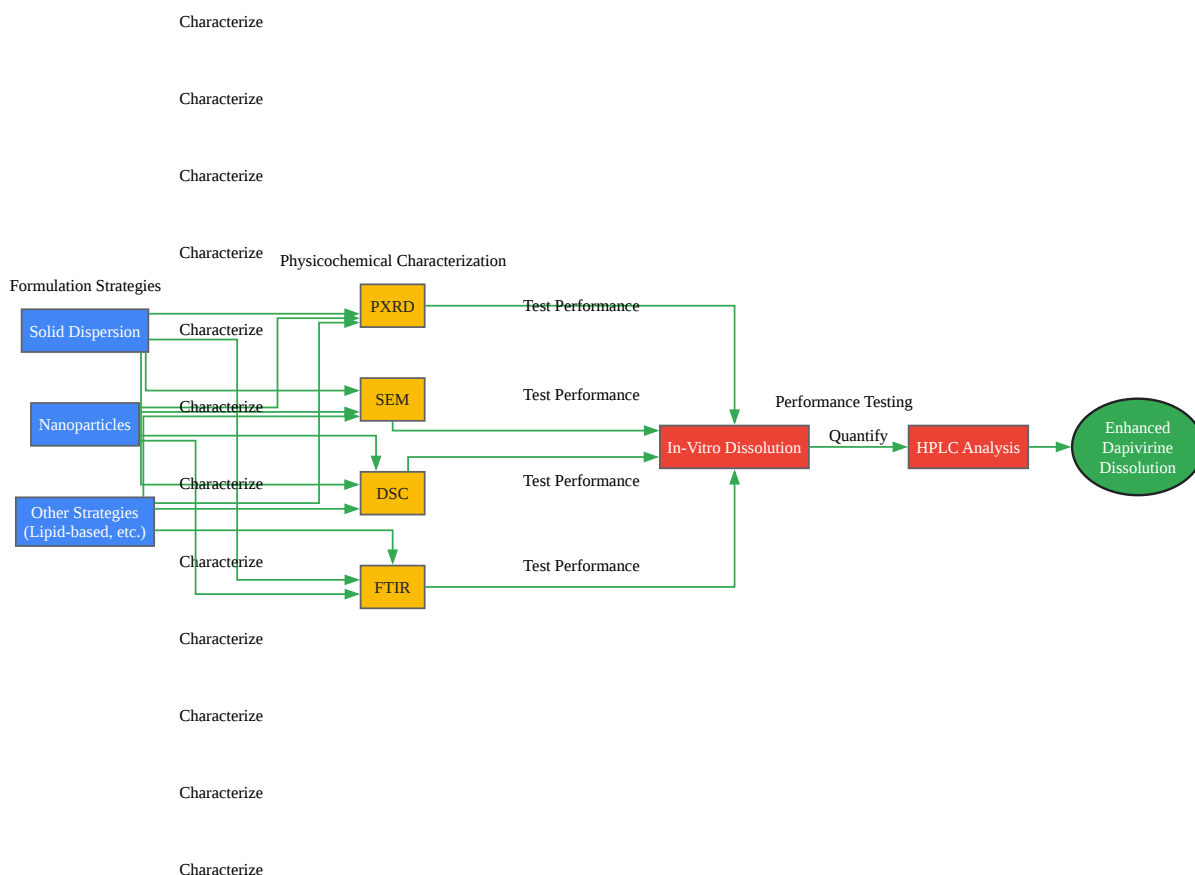 Characterize
Characterize
Characterize
Characterize
Physicochemical Characterization
Formulation Strategies
PXRD
Test Performance
Solid Dispersion
Characterize
SEM
Test Performance
Performance Testing
Characterize
Nanoparticles
Enhanced
Dapivirine
Dissolution
Quantify
In-Vitro Dissolution
HPLC Analysis
Test Performance
Characterize
DSC
Other Strategies
(Lipid-based, etc.)
Characterize
Test Performance
FTIR
Characterize
Characterize
Characterize
Characterize